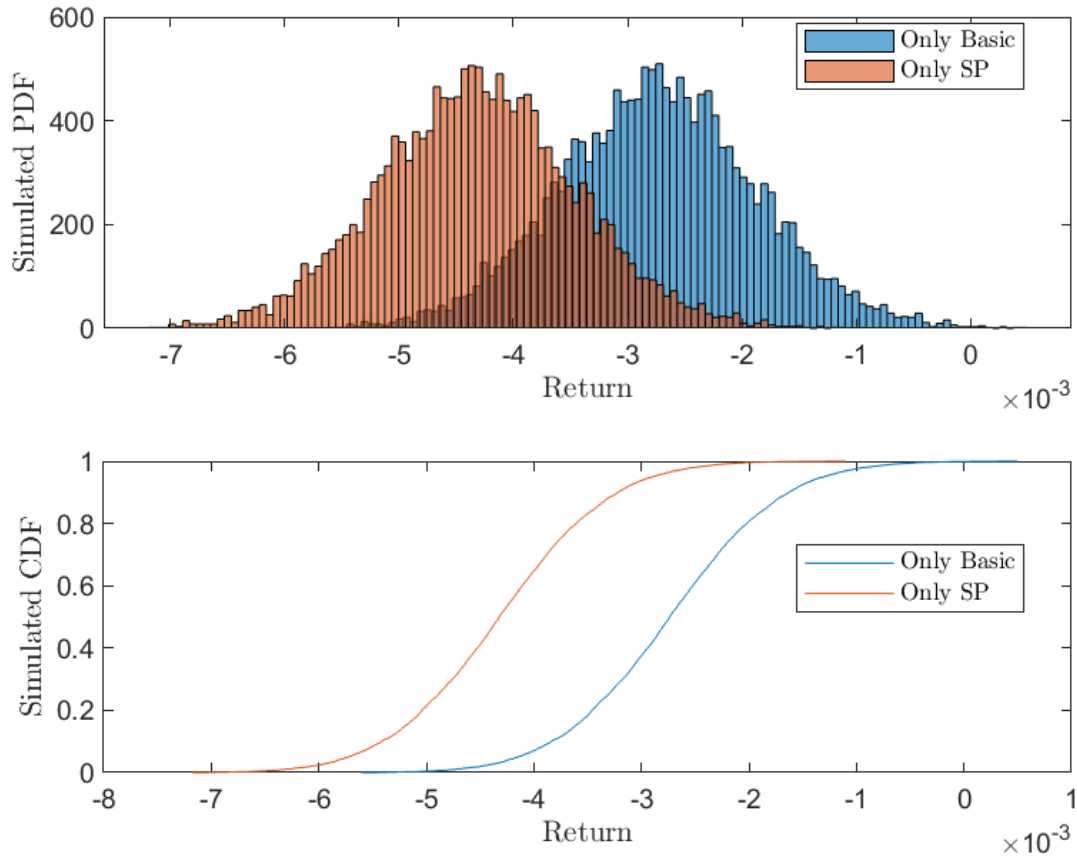 600
400
200
0
Simulated PDF
Only Basic
Only SP
-7 -6 -5 -4 -3 -2 -1 0
Return
×10-3
1
0.8
0.6
0.4
0.2
0
Simulated CDF
Only Basic
Only SP
-8 -7 -6 -5 -4 -3 -2 -1 0 1
Return
×10-3